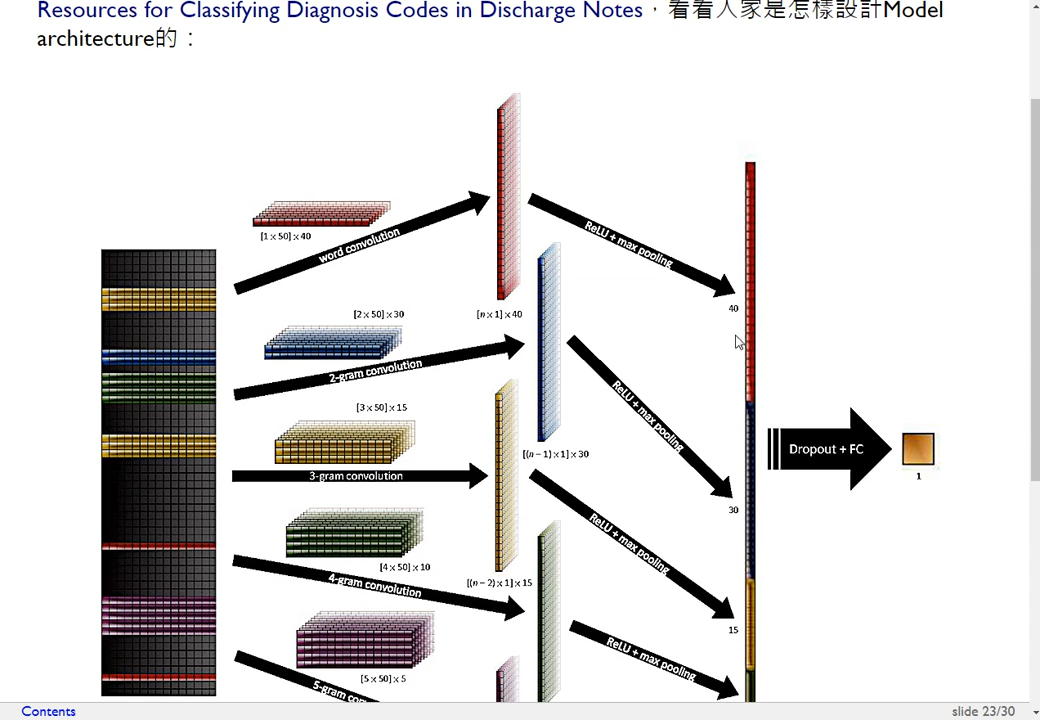 Resources for Classifying Diagnosis Codes in Discharge Notes，看看人家是怎樣設計Model
architecture的：
[1 x 50] x 40
word convolution
ReLU + max pooling
40
[2 x 50] x 30
[n x 1] x 40
2-gram convolution
ReLU + max pooling
[3 x 50] x 15
[(n − 1) x 1] x 30
Dropout + FC
1
3-gram convolution
30
ReLU + max pooling
[4 x 50] x 10
4-gram convolution
[(n − 2) x 1] x 15
15
ReLU + max pooling
[5 x 50] x 5
5-gram
Contents
slide 23/30